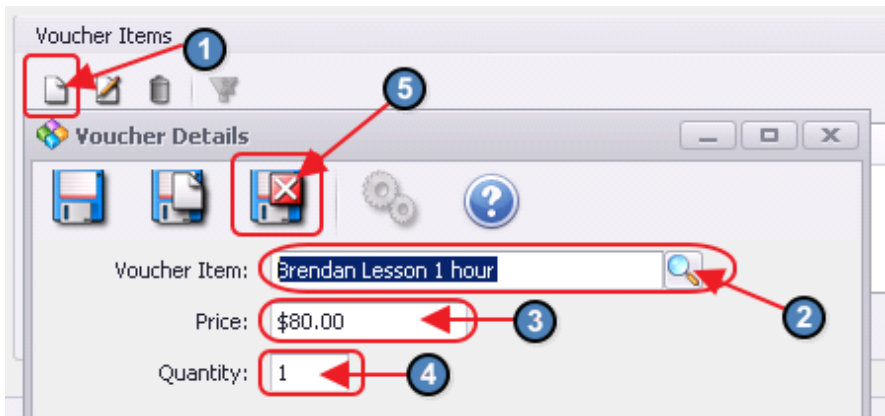 Voucher Items
1
5
Voucher Details
?
Voucher Item: Brendan Lesson 1 hour
2
Price: $80.00
3
Quantity: 1
4